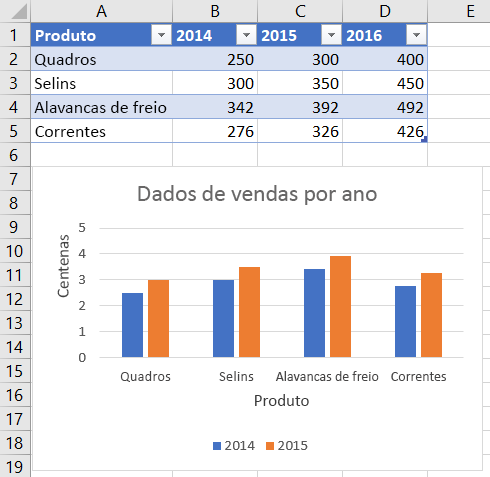 A B C D E
1 Produto 2014 2015 2016
2 Quadros 250 300 400
3 Selins 300 350 450
4 Alavancas de freio 342 392 492
5 Correntes 276 326 426
6
7
8 Dados de vendas por ano
9 5
10 4
11 3
12 2
13 1
14 0
Centenas
15 Quadros Selins Alavancas de freio Correntes
16 Produto
17
18 2014 2015
19